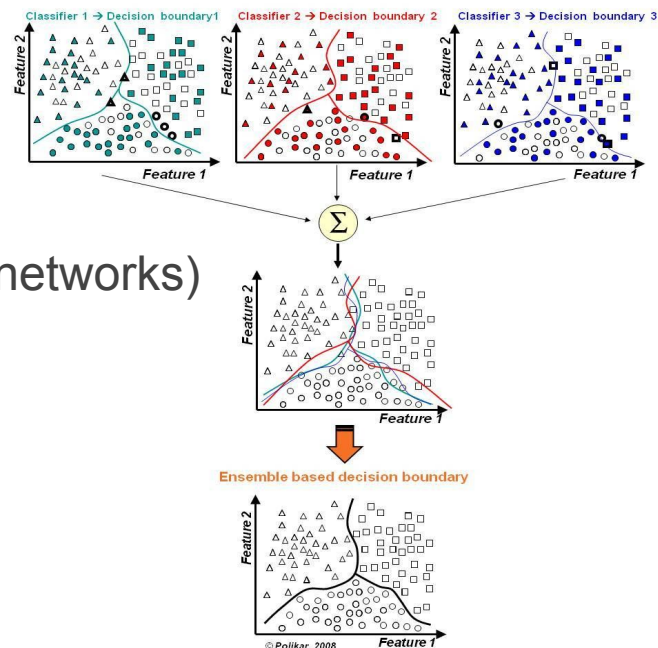 Classifier 1 → Decision boundary1
Classifier 2 → Decision boundary 2
Classifier 3 → Decision boundary 3
Feature 2
Feature 1
Feature 2
Feature 1
Feature 2
Feature 1
Σ
networks)
Feature 2
Feature 1
Ensemble based decision boundary
Feature 2
Feature 1
© Polikar, 2008